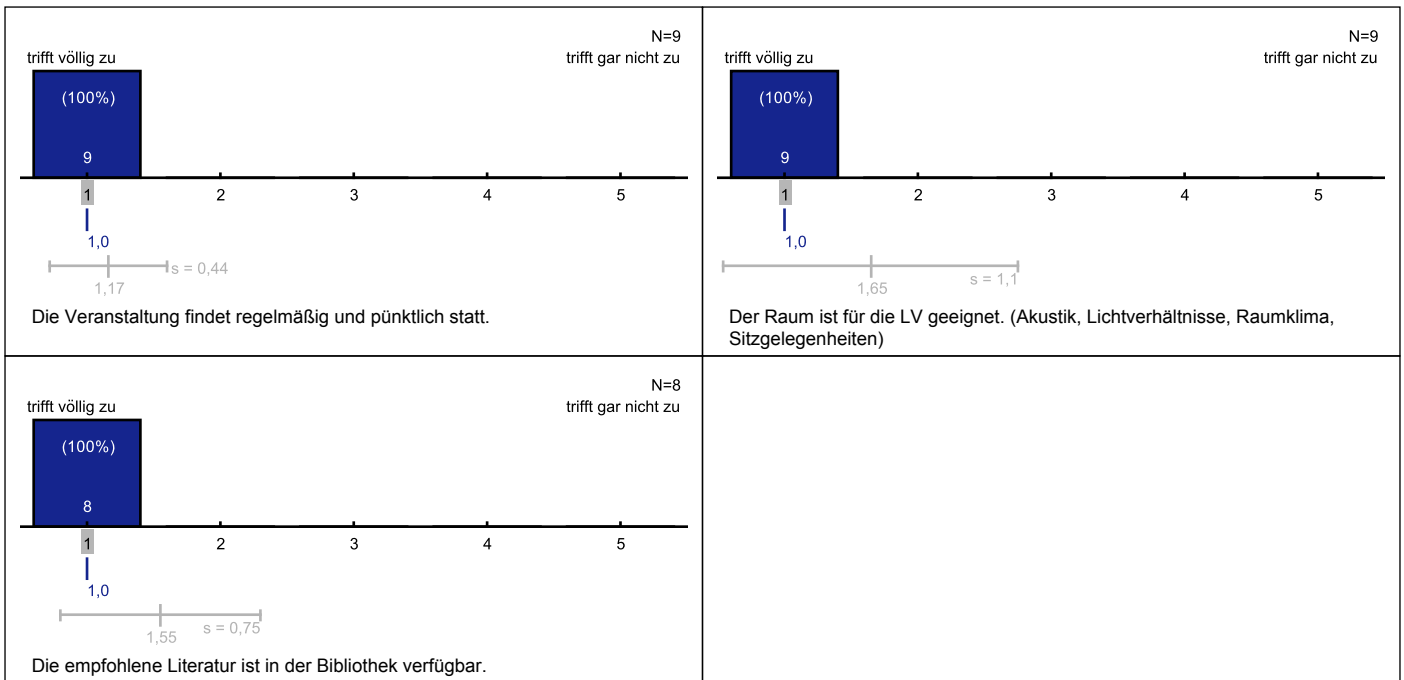 N=9
trifft völlig zu
trifft gar nicht zu
(100%)
9
1
2
3
4
5
1,0
s = 0,44
1,17
Die Veranstaltung findet regelmäßig und pünktlich statt.
N=9
trifft völlig zu
trifft gar nicht zu
(100%)
9
1
2
3
4
5
1,0
s = 1,1
1,65
Der Raum ist für die LV geeignet. (Akustik, Lichtverhältnisse, Raumklima,
Sitzgelegenheiten)
N=8
trifft völlig zu
trifft gar nicht zu
(100%)
8
1
2
3
4
5
1,0
s = 0,75
1,55
Die empfohlene Literatur ist in der Bibliothek verfügbar.